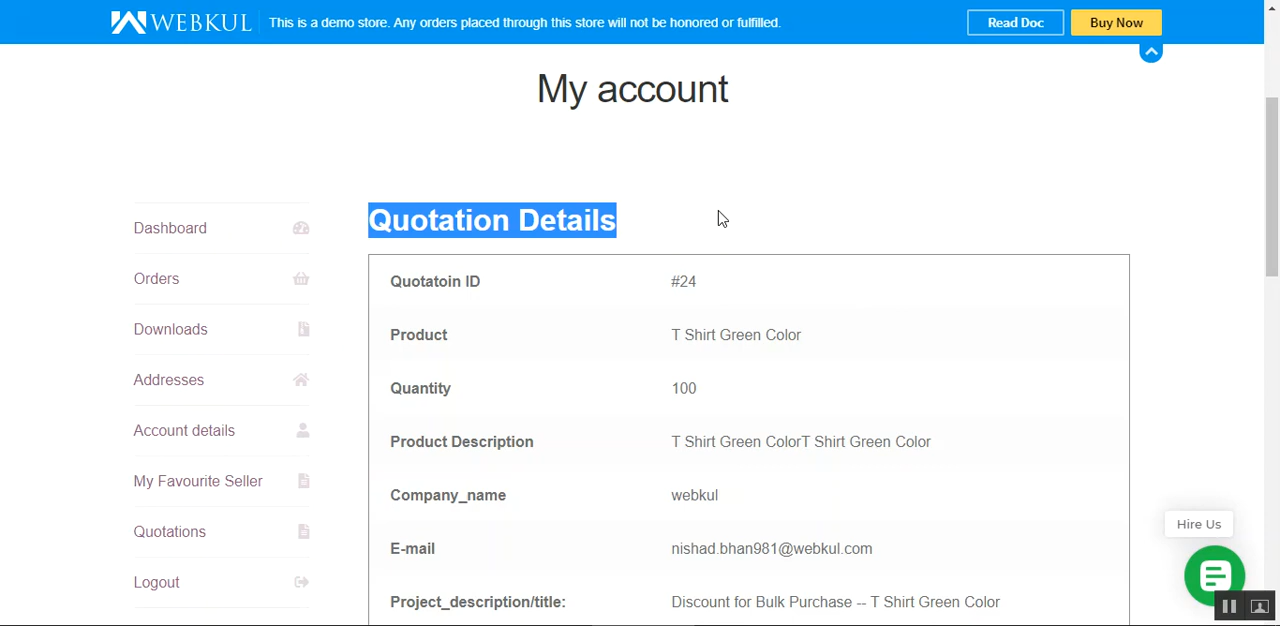 WEBKUL This is a demo store. Any orders placed through this store will not be honored or fulfilled. Read Doc Buy Now
My account
Quotation Details
Dashboard
Orders
Downloads
Addresses
Account details
My Favourite Seller
Quotations
Logout
Quotatoin ID #24
Product T Shirt Green Color
Quantity 100
Product Description T Shirt Green ColorT Shirt Green Color
Company_name webkul
E-mail nishad.bhan981@webkul.com
Project_description/title: Discount for Bulk Purchase -- T Shirt Green Color
Hire Us